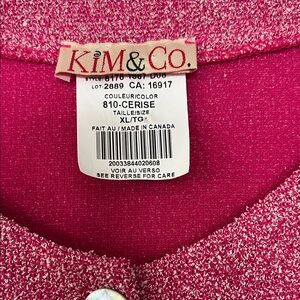 KIM&CO.
LOT: 2889 CA: 16917
COULEUR/COLOR
810-CERISE
TAILLE/SIZE
XL/TG
FAIT AU / MADE IN CANADA
20033844020608
VOIR AU VERSO
SEE REVERSE FOR CARE